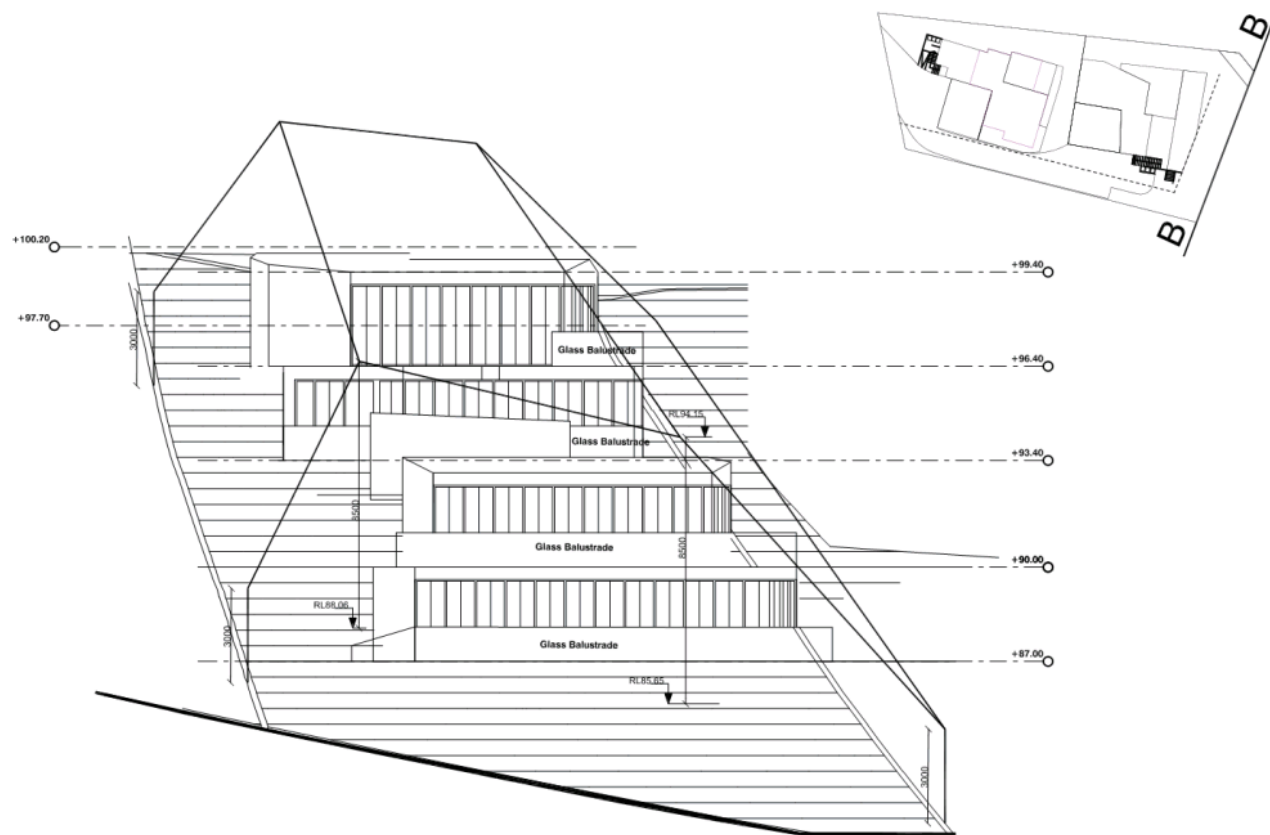 B
B
+100.20
+99.40
+97.70
3000
Glass Balustrade
+96.40
RL94.15
Glass Balustrade
+93.40
8500
8500
Glass Balustrade
+90.00
RL88.06
3000
Glass Balustrade
+87.00
RL85.65
3000